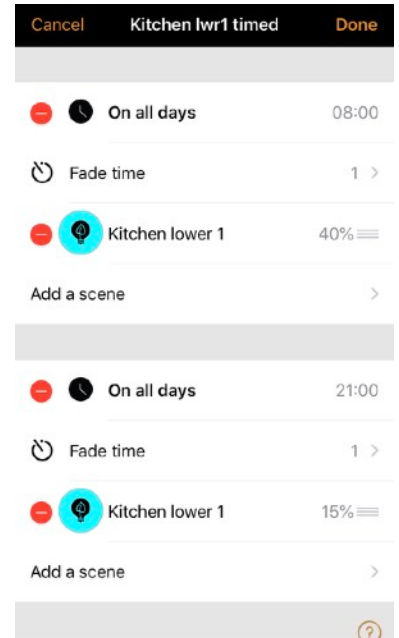 Cancel Kitchen lwr1 timed Done
On all days 08:00
Fade time 1 >
Kitchen lower 1 40%
Add a scene >
On all days 21:00
Fade time 1 >
Kitchen lower 1 15%
Add a scene >
?